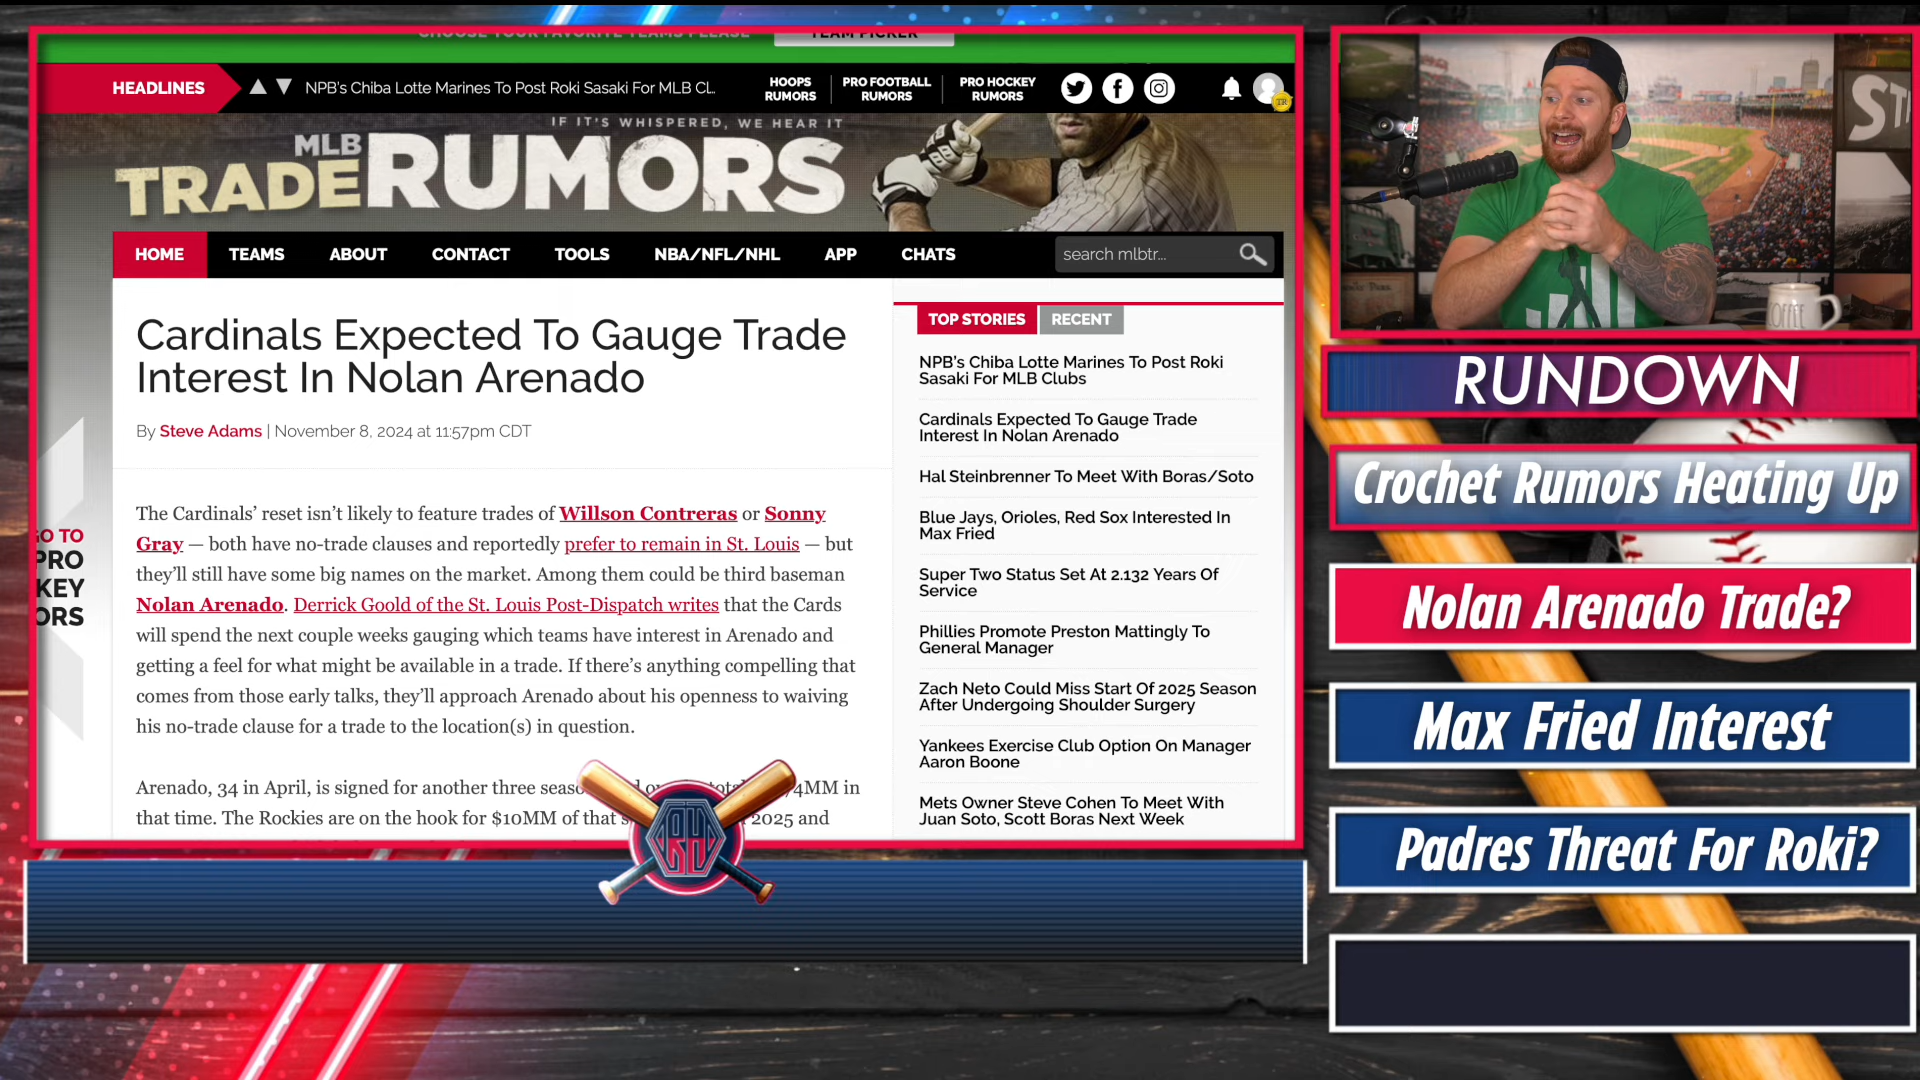 CHOOSE YOUR FAVORITE TEAMS PLEASE
TEAM PICKER
HEADLINES
NPB's Chiba Lotte Marines To Post Roki Sasaki For MLB CL..
HOOPS
RUMORS
PRO FOOTBALL
RUMORS
PRO HOCKEY
RUMORS
TR
IF IT'S WHISPERED, WE HEAR IT
MLB
TRADERUMORS
HOME TEAMS ABOUT CONTACT TOOLS NBA/NFL/NHL APP CHATS
search mlbtr...
Cardinals Expected To Gauge Trade
Interest In Nolan Arenado
By Steve Adams | November 8, 2024 at 11:57pm CDT
The Cardinals' reset isn't likely to feature trades of Willson Contreras or Sonny
Gray — both have no-trade clauses and reportedly prefer to remain in St. Louis — but
they'll still have some big names on the market. Among them could be third baseman
Nolan Arenado. Derrick Goold of the St. Louis Post-Dispatch writes that the Cards
will spend the next couple weeks gauging which teams have interest in Arenado and
getting a feel for what might be available in a trade. If there's anything compelling that
comes from those early talks, they'll approach Arenado about his openness to waiving
his no-trade clause for a trade to the location(s) in question.
Arenado, 34 in April, is signed for another three 4MM in
that time. The Rockies are on the hook for $10MM of that 2025 and
GO TO
PRO
KEY
ORS
TOP STORIES
RECENT
NPB's Chiba Lotte Marines To Post Roki
Sasaki For MLB Clubs
Cardinals Expected To Gauge Trade
Interest In Nolan Arenado
Hal Steinbrenner To Meet With Boras/Soto
Blue Jays, Orioles, Red Sox Interested In
Max Fried
Super Two Status Set At 2.132 Years Of
Service
Phillies Promote Preston Mattingly To
General Manager
Zach Neto Could Miss Start Of 2025 Season
After Undergoing Shoulder Surgery
Yankees Exercise Club Option On Manager
Aaron Boone
Mets Owner Steve Cohen To Meet With
Juan Soto, Scott Boras Next Week
ST
COFFEE
RUNDOWN
Crochet Rumors Heating Up
Nolan Arenado Trade?
Max Fried Interest
Padres Threat For Roki?